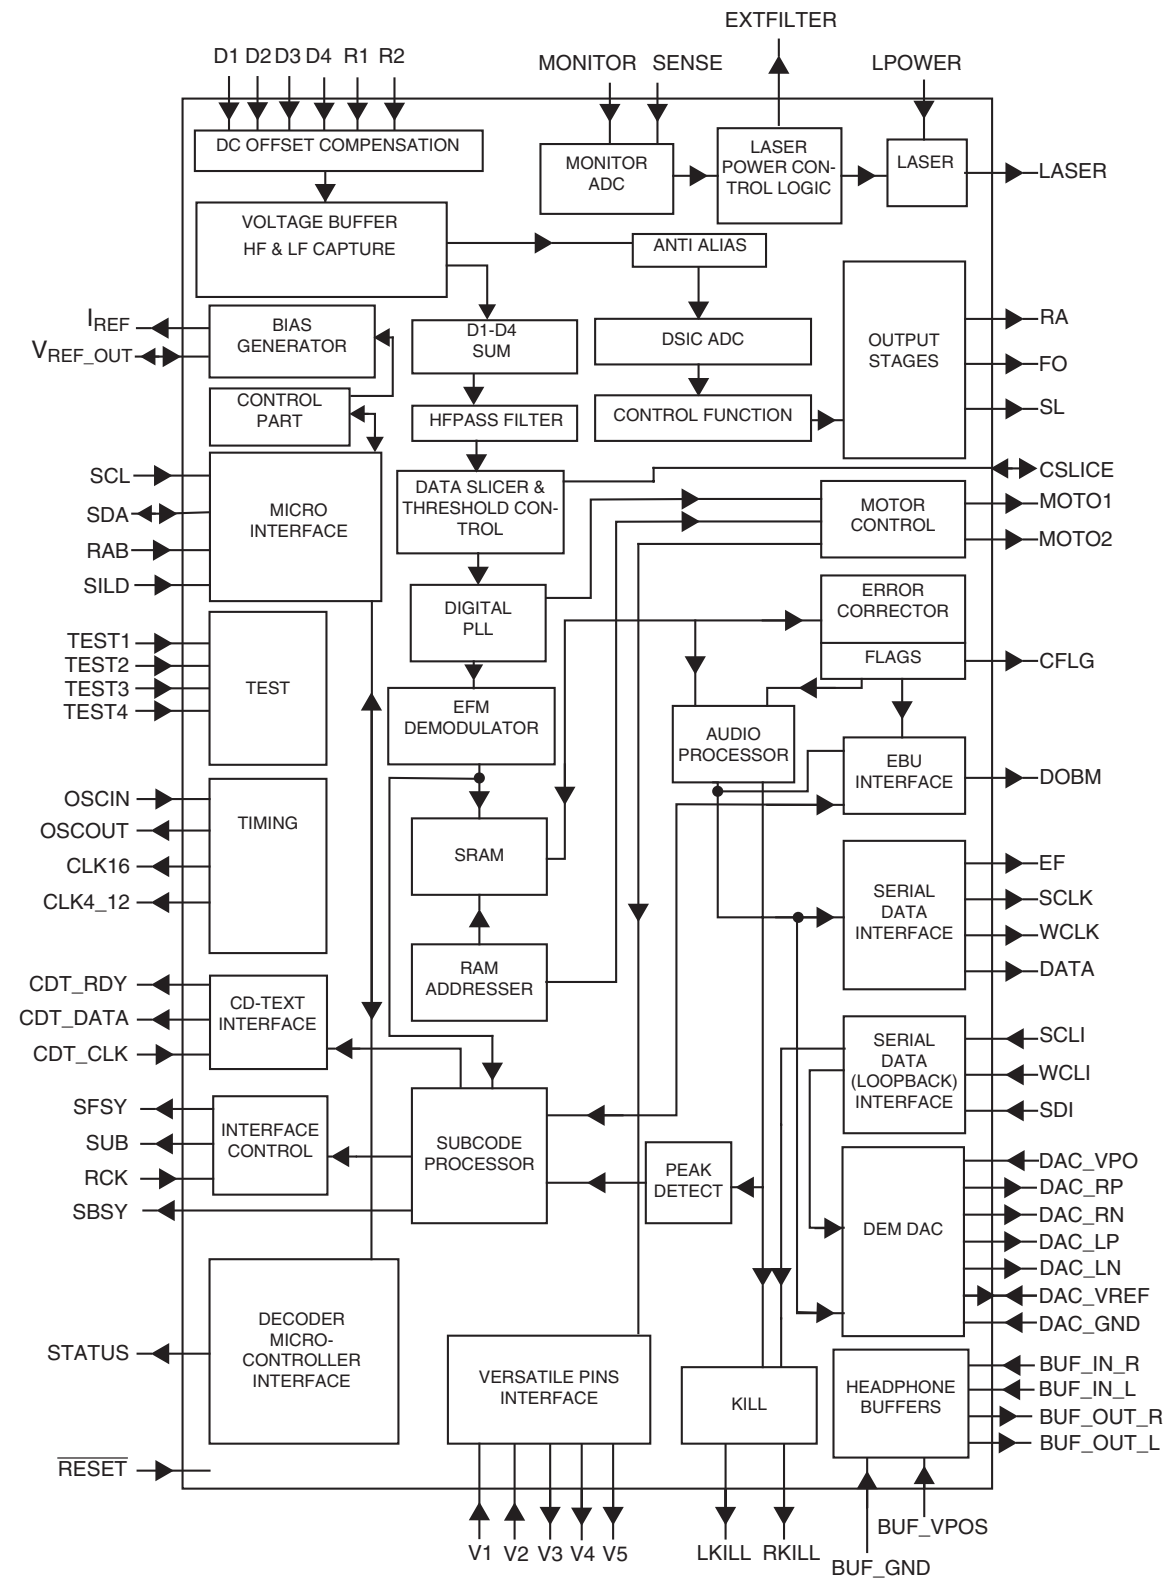 EXTFILTER
D1 D2 D3 D4 R1 R2
MONITOR SENSE
LPOWER
DC OFFSET COMPENSATION
MONITOR
ADC
LASER
POWER CON-
TROL LOGIC
LASER
LASER
VOLTAGE BUFFER
HF & LF CAPTURE
ANTI ALIAS
IREF
VREF_OUT
BIAS
GENERATOR
D1-D4
SUM
DSIC ADC
OUTPUT
STAGES
RA
FO
SL
CONTROL
PART
HFPASS FILTER
CONTROL FUNCTION
SCL
SDA
RAB
SILD
MICRO
INTERFACE
DATA SLICER &
THRESHOLD CON-
TROL
CSLICE
MOTOR
CONTROL
MOTO1
MOTO2
DIGITAL
PLL
ERROR
CORRECTOR
FLAGS
CFLG
TEST1
TEST2
TEST3
TEST4
TEST
EFM
DEMODULATOR
AUDIO
PROCESSOR
EBU
INTERFACE
DOBM
OSCIN
OSCOUT
CLK16
CLK4_12
TIMING
SRAM
SERIAL
DATA
INTERFACE
EF
SCLK
WCLK
DATA
RAM
ADDRESSER
CDT_RDY
CDT_DATA
CDT_CLK
CD-TEXT
INTERFACE
SERIAL
DATA
(LOOPBACK)
INTERFACE
SCLI
WCLI
SDI
SFSY
SUB
RCK
SBSY
INTERFACE
CONTROL
SUBCODE
PROCESSOR
PEAK
DETECT
DEM DAC
DAC_VPO
DAC_RP
DAC_RN
DAC_LP
DAC_LN
DAC_VREF
DAC_GND
STATUS
DECODER
MICRO-
CONTROLLER
INTERFACE
VERSATILE PINS
INTERFACE
KILL
HEADPHONE
BUFFERS
BUF_IN_R
BUF_IN_L
BUF_OUT_R
BUF_OUT_L
RESET
V1 V2 V3 V4 V5
LKILL RKILL
BUF_VPOS
BUF_GND